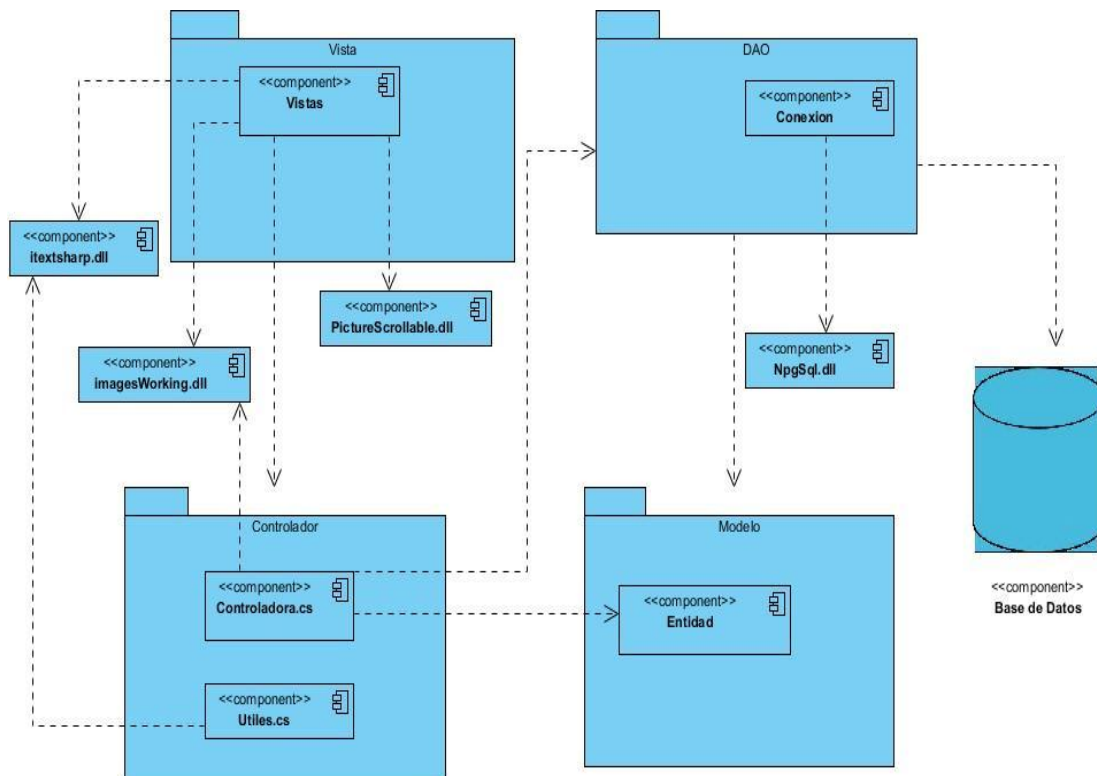 Vista
<<component>>
Vistas
DAO
<<component>>
Conexion
<<component>>
itextsharp.dll
<<component>>
PictureScrollable.dll
<<component>>
imagesWorking.dll
<<component>>
NpgSql.dll
Controlador
<<component>>
Controladora.cs
<<component>>
Utiles.cs
Modelo
<<component>>
Entidad
<<component>>
Base de Datos